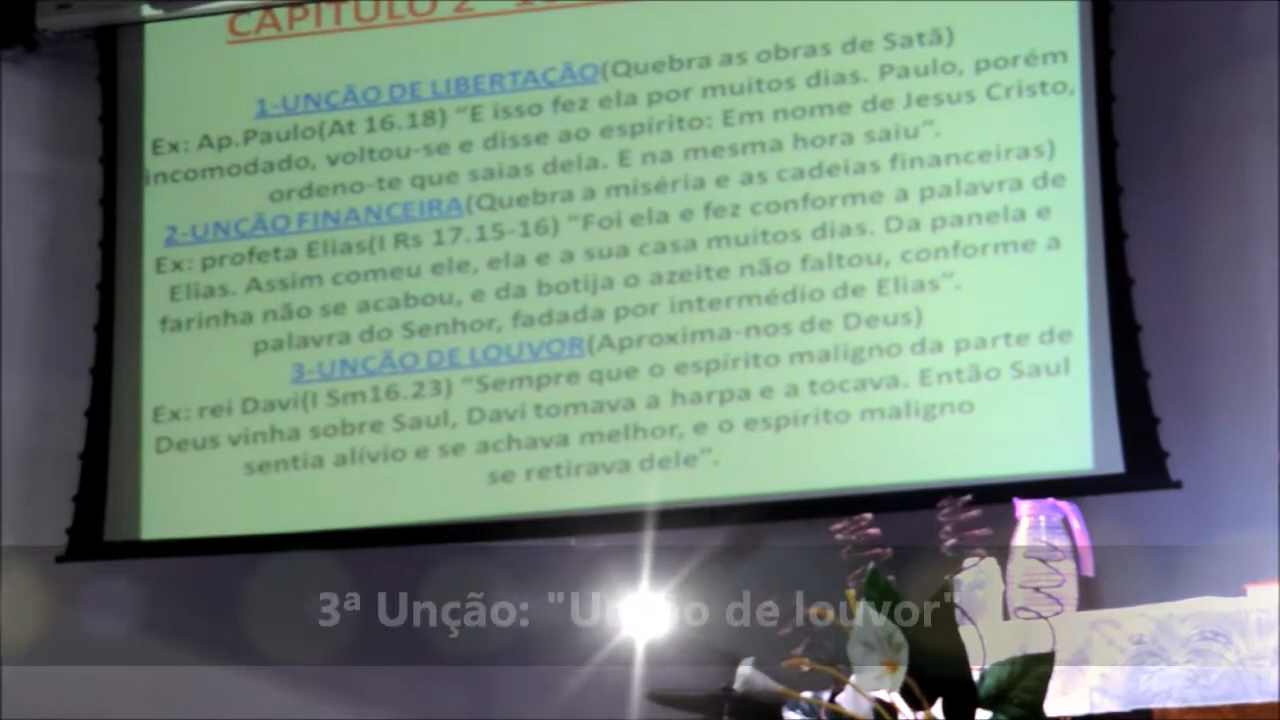 CAPÍTULO 2
1-UNÇÃO DE LIBERTAÇÃO(Quebra as obras de Satã)
Ex: Ap.Paulo(At 16.18) “E isso fez ela por muitos dias. Paulo, porém
incomodado, voltou-se e disse ao espírito: Em nome de Jesus Cristo,
ordeno-te que saias dela. E na mesma hora saiu”.
2-UNÇÃO FINANCEIRA(Quebra a miséria e as cadeias financeiras)
Ex: profeta Elias(I Rs 17.15-16) “Foi ela e fez conforme a palavra de
Elias. Assim comeu ele, ela e a sua casa muitos dias. Da panela e
farinha não se acabou, e da botija o azeite não faltou, conforme a
palavra do Senhor, fadada por intermédio de Elias”.
3-UNÇÃO DE LOUVOR(Aproxima-nos de Deus)
Ex: rei Davi(I Sm16.23) “Sempre que o espírito maligno da parte de
Deus vinha sobre Saul, Davi tomava a harpa e a tocava. Então Saul
sentia alívio e se achava melhor, e o espírito maligno
se retirava dele”.
3ª Unção: "Unção de louvor"